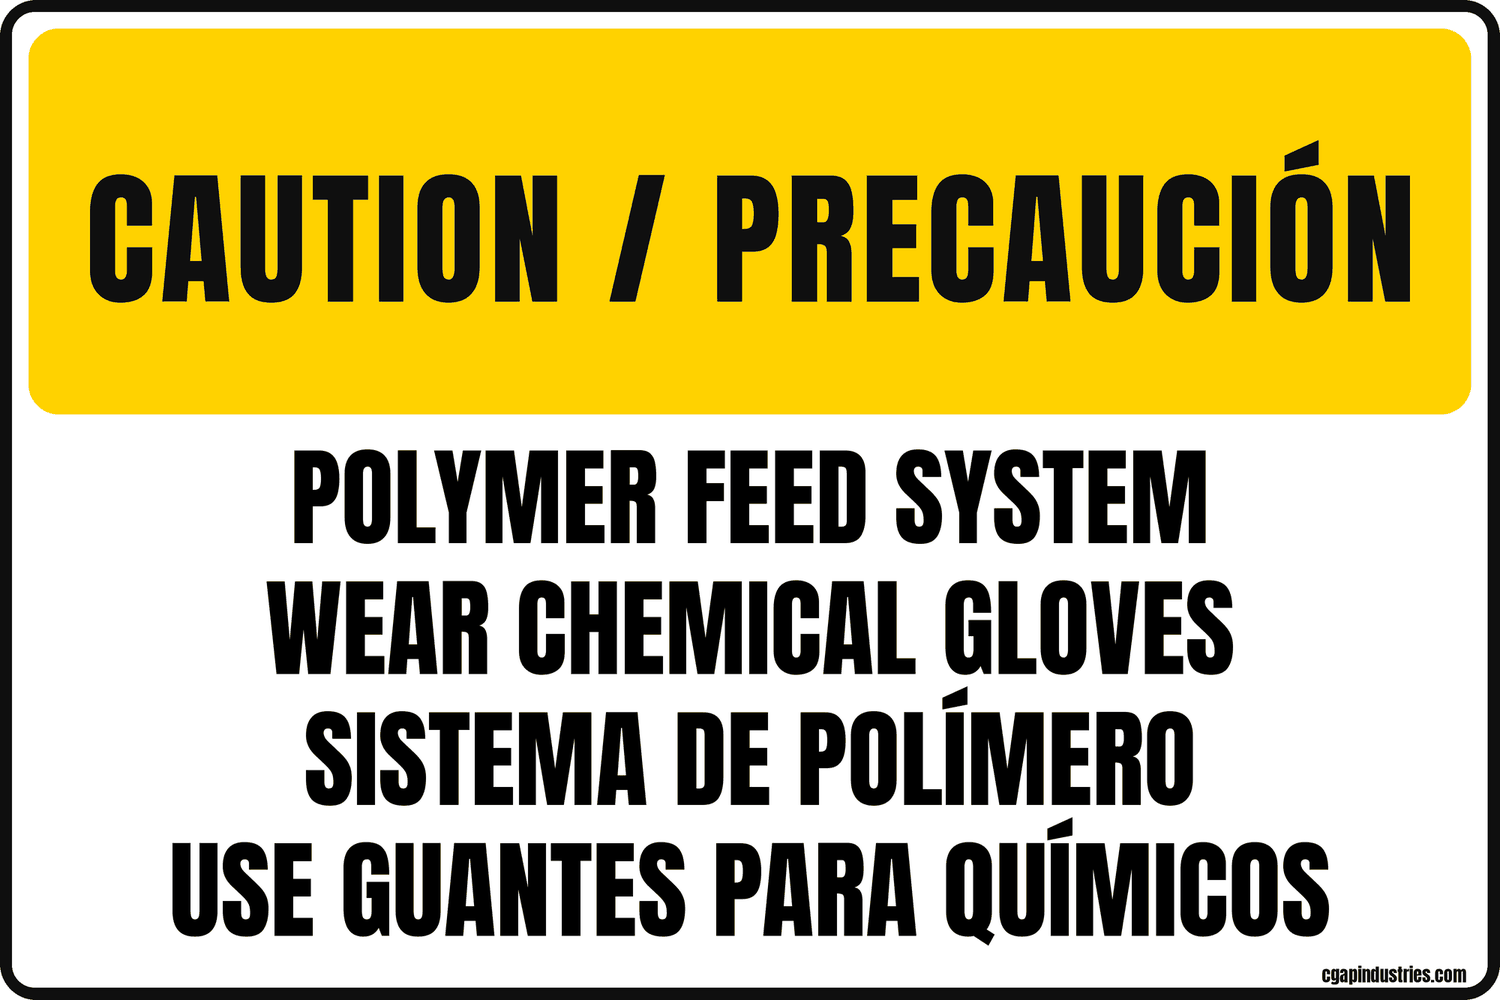 CAUTION / PRECAUCIÓN
POLYMER FEED SYSTEM
WEAR CHEMICAL GLOVES
SISTEMA DE POLÍMERO
USE GUANTES PARA QUÍMICOS
cgapindustries.com